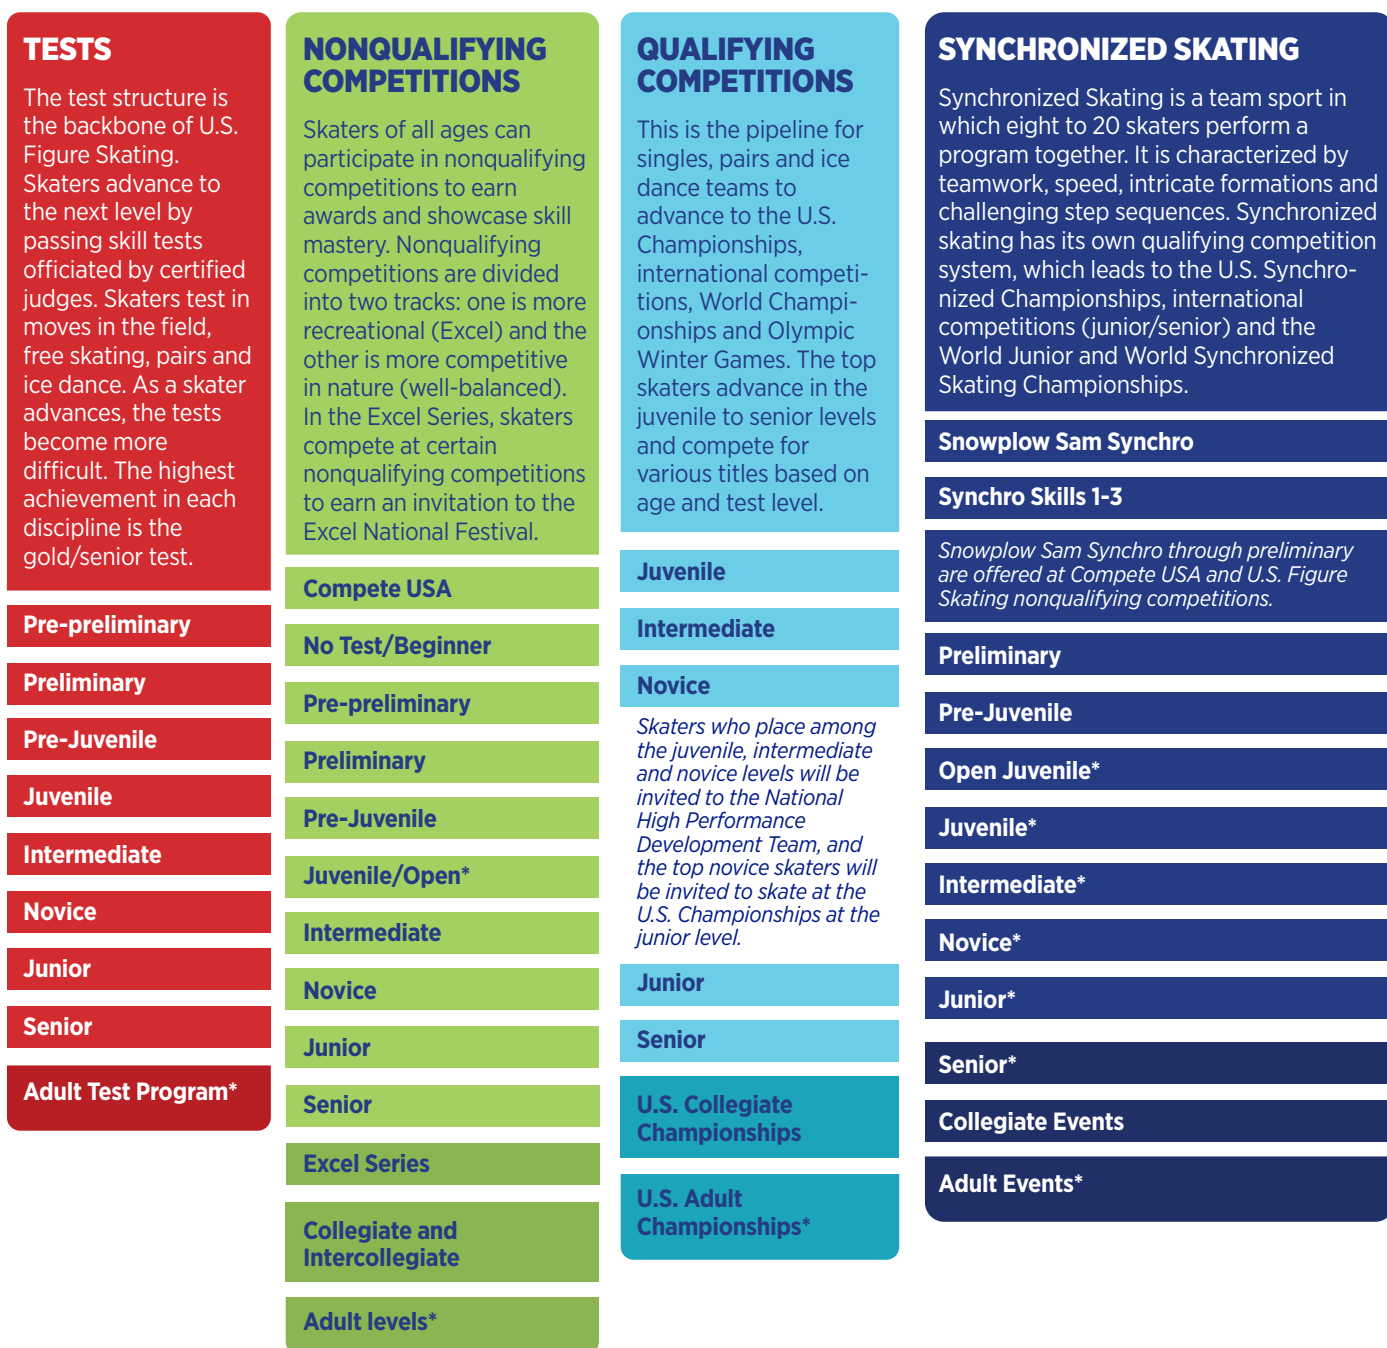 TESTS
The test structure is
the backbone of U.S.
Figure Skating.
Skaters advance to
the next level by
passing skill tests
officiated by certified
judges. Skaters test in
moves in the field,
free skating, pairs and
ice dance. As a skater
advances, the tests
become more
difficult. The highest
achievement in each
discipline is the
gold/senior test.
Pre-preliminary
Preliminary
Pre-Juvenile
Juvenile
Intermediate
Novice
Junior
Senior
Adult Test Program*
NONQUALIFYING
COMPETITIONS
Skaters of all ages can
participate in nonqualifying
competitions to earn
awards and showcase skill
mastery. Nonqualifying
competitions are divided
into two tracks: one is more
recreational (Excel) and the
other is more competitive
in nature (well-balanced).
In the Excel Series, skaters
compete at certain
nonqualifying competitions
to earn an invitation to the
Excel National Festival.
Compete USA
No Test/Beginner
Pre-preliminary
Preliminary
Pre-Juvenile
Juvenile/Open*
Intermediate
Novice
Junior
Senior
Excel Series
Collegiate and
Intercollegiate
Adult levels*
QUALIFYING
COMPETITIONS
This is the pipeline for
singles, pairs and ice
dance teams to
advance to the U.S.
Championships,
international competi-
tions, World Champi-
onships and Olympic
Winter Games. The top
skaters advance in the
juvenile to senior levels
and compete for
various titles based on
age and test level.
Juvenile
Intermediate
Novice
Skaters who place among
the juvenile, intermediate
and novice levels will be
invited to the National
High Performance
Development Team, and
the top novice skaters will
be invited to skate at the
U.S. Championships at the
junior level.
Junior
Senior
U.S. Collegiate
Championships
U.S. Adult
Championships*
SYNCHRONIZED SKATING
Synchronized Skating is a team sport in
which eight to 20 skaters perform a
program together. It is characterized by
teamwork, speed, intricate formations and
challenging step sequences. Synchronized
skating has its own qualifying competition
system, which leads to the U.S. Synchro-
nized Championships, international
competitions (junior/senior) and the
World Junior and World Synchronized
Skating Championships.
Snowplow Sam Synchro
Synchro Skills 1-3
Snowplow Sam Synchro through preliminary
are offered at Compete USA and U.S. Figure
Skating nonqualifying competitions.
Preliminary
Pre-Juvenile
Open Juvenile*
Juvenile*
Intermediate*
Novice*
Junior*
Senior*
Collegiate Events
Adult Events*